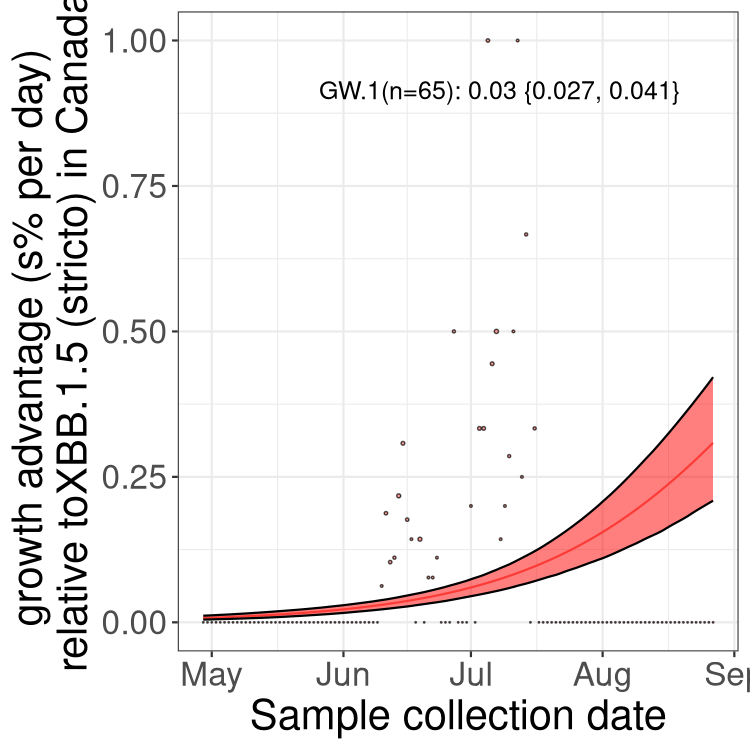 growth advantage (s% per day)
relative toXBB.1.5 (stricto) in Canada
1.00
0.75
0.50
0.25
0.00
GW.1(n=65): 0.03 {0.027, 0.041}
May Jun Jul Aug Sep
Sample collection date